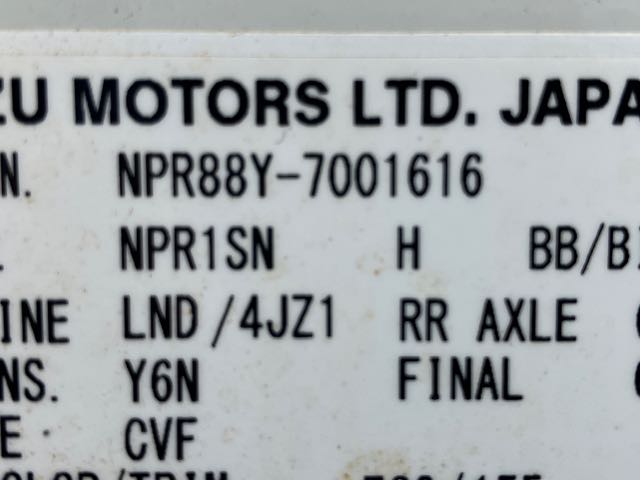 ZU MOTORS LTD. JAPA
N. NPR88Y-7001616
. NPR1SN H BB/B
INE LND/4JZ1 RR AXLE
NS. Y6N FINAL
E CVF